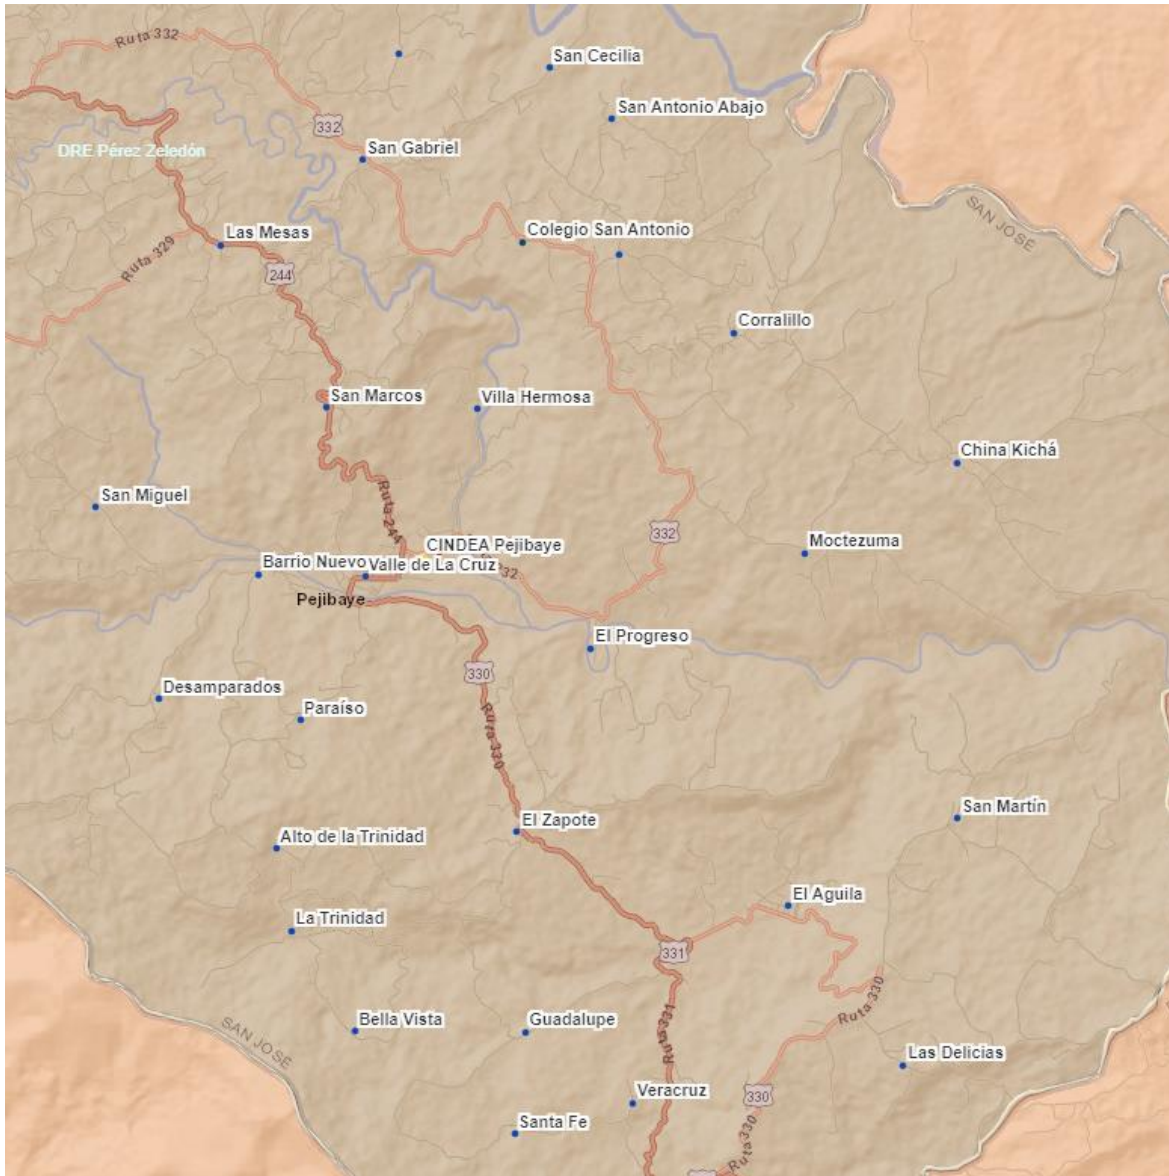 Ruta 332
San Cecilia
San Antonio Abajo
332
DRE Pérez Zeledón
San Gabriel
SAN JOSÉ
Las Mesas
Colegio San Antonio
Ruta 329
244
Corralillo
San Marcos
Villa Hermosa
China Kichá
San Miguel
Ruta 244
332
Moctezuma
CINDEA Pejibaye
Barrio Nuevo
Valle de La Cruz
32
Pejibaye
El Progreso
330
Desamparados
Paraíso
Ruta 330
San Martín
El Zapote
Alto de la Trinidad
El Aguila
La Trinidad
331
Ruta 330
Bella Vista
Guadalupe
SAN JOSÉ
Ruta 331
Las Delicias
Veracruz
330
Santa Fe
Ruta 330